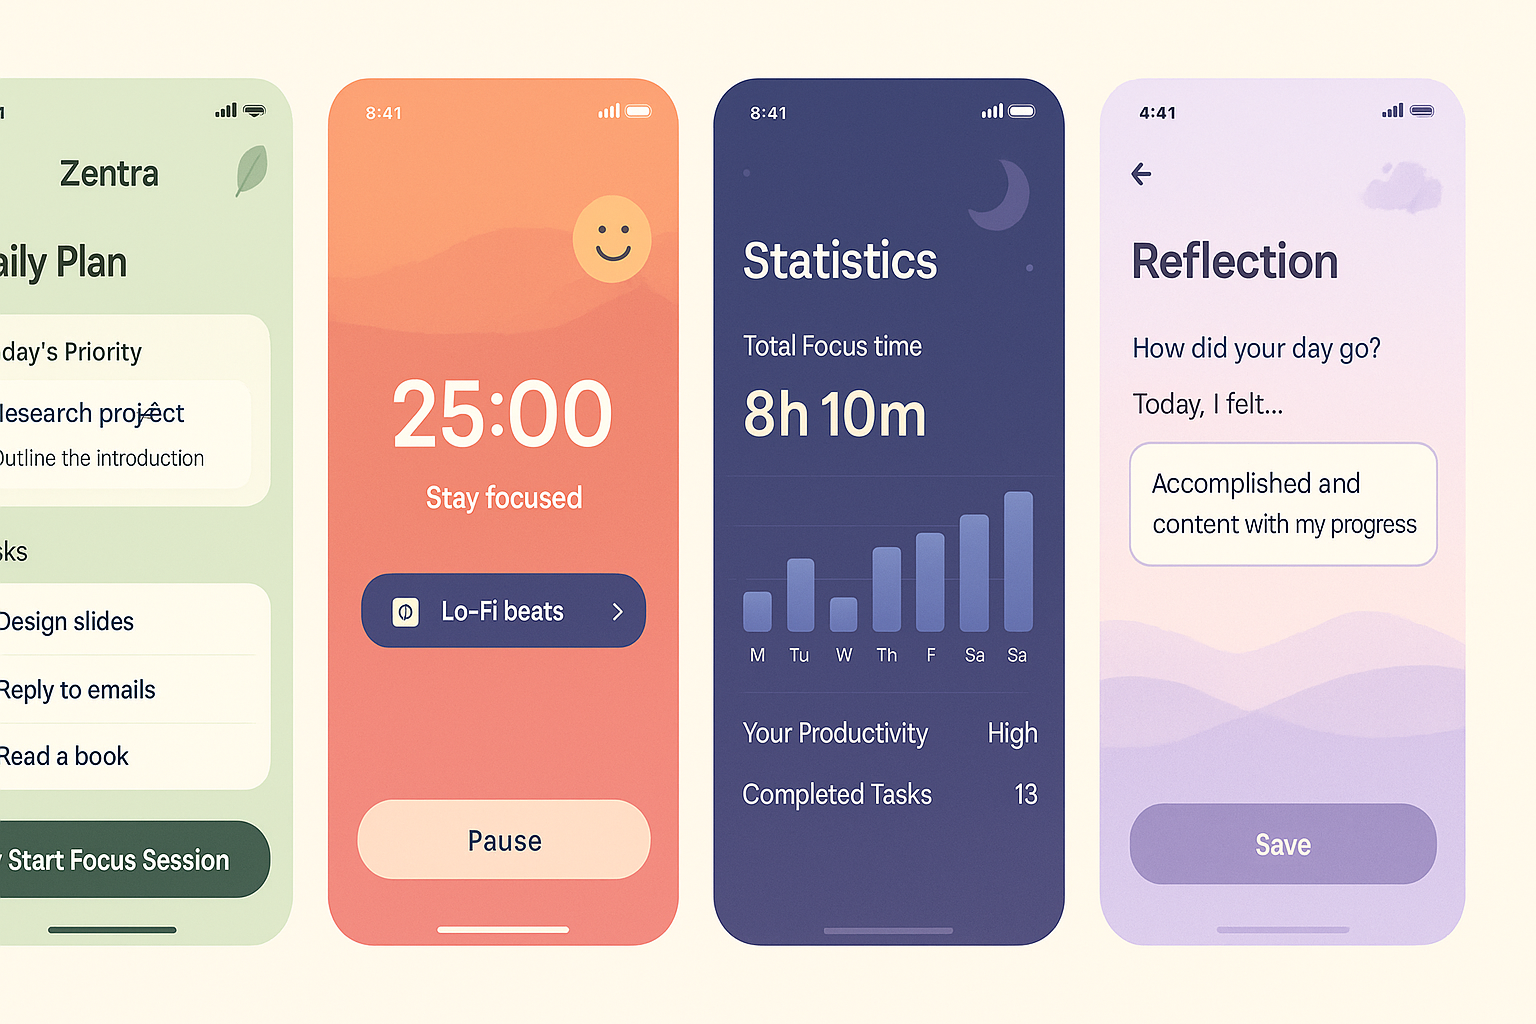 Zentra
aily Plan
day's Priority
esearch project
Outline the introduction
sks
Design slides
Reply to emails
Read a book
Start Focus Session
8:41
25:00
Stay focused
Lo-Fi beats
Pause
8:41
Statistics
Total Focus time
8h 10m
M Tu W Th F Sa Sa
Your Productivity High
Completed Tasks 13
4:41
Reflection
How did your day go?
Today, I felt...
Accomplished and
content with my progress
Save